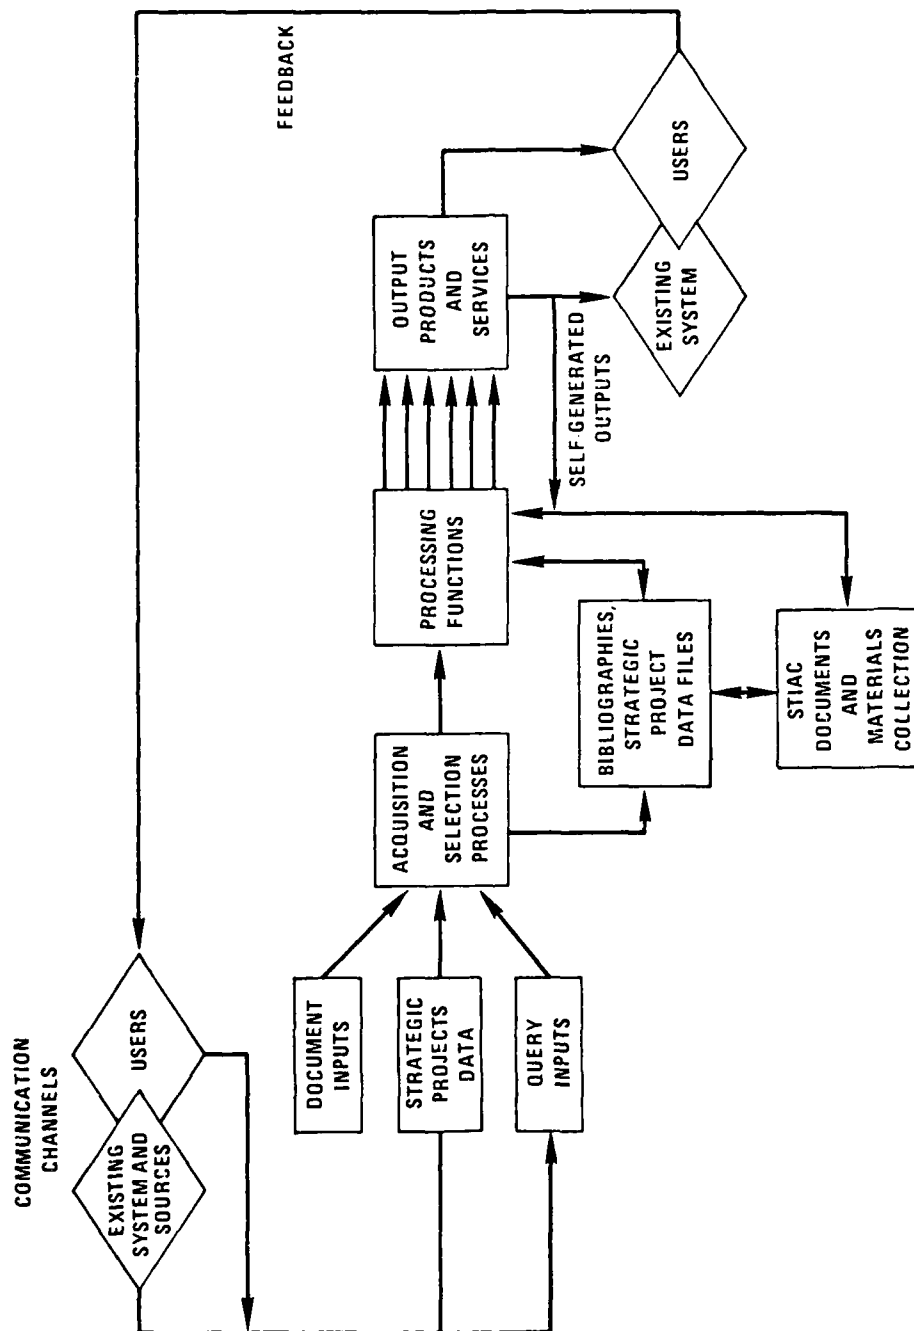 COMMUNICATION
CHANNELS
EXISTING
SYSTEM AND
SOURCES
USERS
FEEDBACK
DOCUMENT
INPUTS
STRATEGIC
PROJECTS
DATA
QUERY
INPUTS
ACQUISITION
AND
SELECTION
PROCESSES
PROCESSING
FUNCTIONS
OUTPUT
PRODUCTS
AND
SERVICES
SELF-GENERATED
OUTPUTS
EXISTING
SYSTEM
USERS
BIBLIOGRAPHIES,
STRATEGIC
PROJECT
DATA FILES
STIAC
DOCUMENTS
AND
MATERIALS
COLLECTION